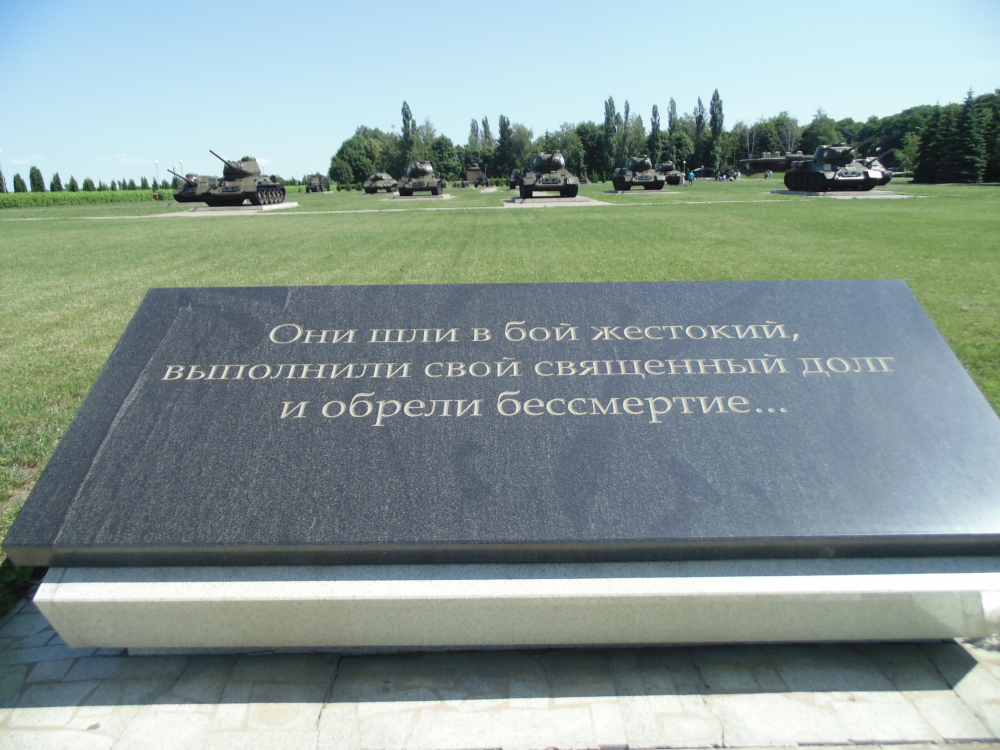 Они шли в бой жестокий,
выполнили свой священный долг
и обрели бессмертие...